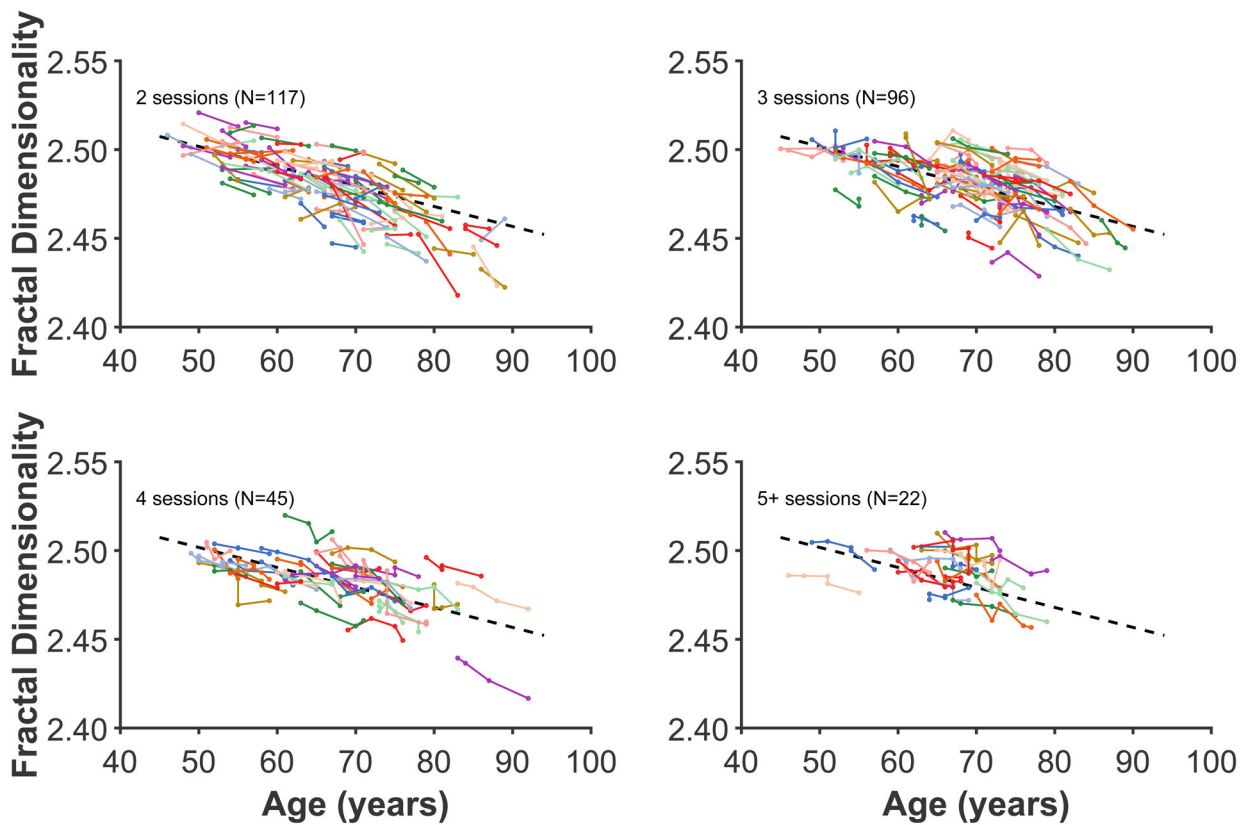 Fractal Dimensionality
2.55
2.50
2.45
2.40
2 sessions (N=117)
40 50 60 70 80 90 100
2.55
2.50
2.45
2.40
3 sessions (N=96)
40 50 60 70 80 90 100
Fractal Dimensionality
2.55
2.50
2.45
2.40
4 sessions (N=45)
40 50 60 70 80 90 100
Age (years)
2.55
2.50
2.45
2.40
5+ sessions (N=22)
40 50 60 70 80 90 100
Age (years)